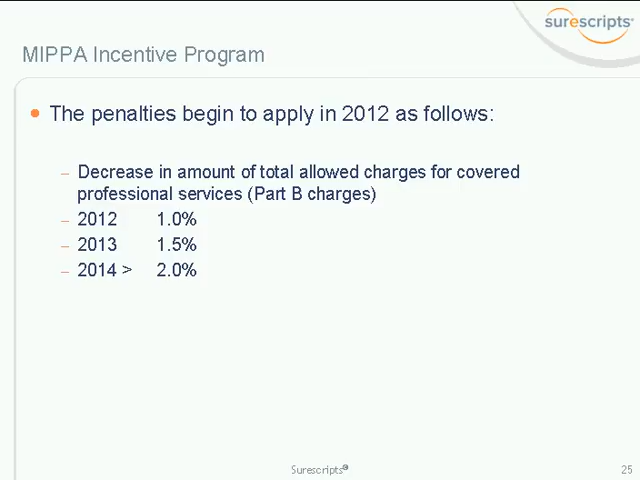 surescripts
MIPPA Incentive Program
• The penalties begin to apply in 2012 as follows:
– Decrease in amount of total allowed charges for covered
professional services (Part B charges)
– 2012 1.0%
– 2013 1.5%
– 2014 > 2.0%
Surescripts®
25